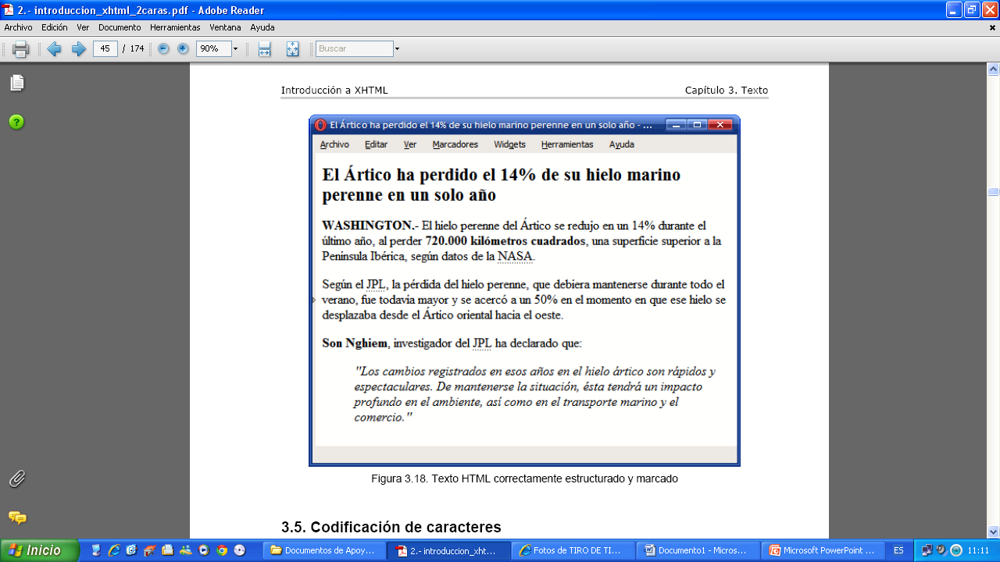 2.- introduccion_xhtml_2caras.pdf - Adobe Reader
Archivo Edición Ver Documento Herramientas Ventana Ayuda
45 / 174 90% Buscar
Introducción a XHTML Capítulo 3. Texto
El Ártico ha perdido el 14% de su hielo marino perenne en un solo año - ...
Archivo Editar Ver Marcadores Widgets Herramientas Ayuda
El Ártico ha perdido el 14% de su hielo marino
perenne en un solo año
WASHINGTON.- El hielo perenne del Ártico se redujo en un 14% durante el
último año, al perder 720.000 kilómetros cuadrados, una superficie superior a la
Península Ibérica, según datos de la NASA.
Según el JPL, la pérdida del hielo perenne, que debiera mantenerse durante todo el
verano, fue todavia mayor y se acercó a un 50% en el momento en que ese hielo se
desplazaba desde el Ártico oriental hacia el oeste.
Son Nghiem, investigador del JPL ha declarado que:
"Los cambios registrados en esos años en el hielo ártico son rápidos y
espectaculares. De mantenerse la situación, ésta tendrá un impacto
profundo en el ambiente, así como en el transporte marino y el
comercio."
Figura 3.18. Texto HTML correctamente estructurado y marcado
3.5. Codificación de caracteres
Inicio Documentos de Apoy... 2.- introduccion_xht... Fotos de TIRO DE TI... Documento1 - Micros... Microsoft PowerPoint ... ES 11:11